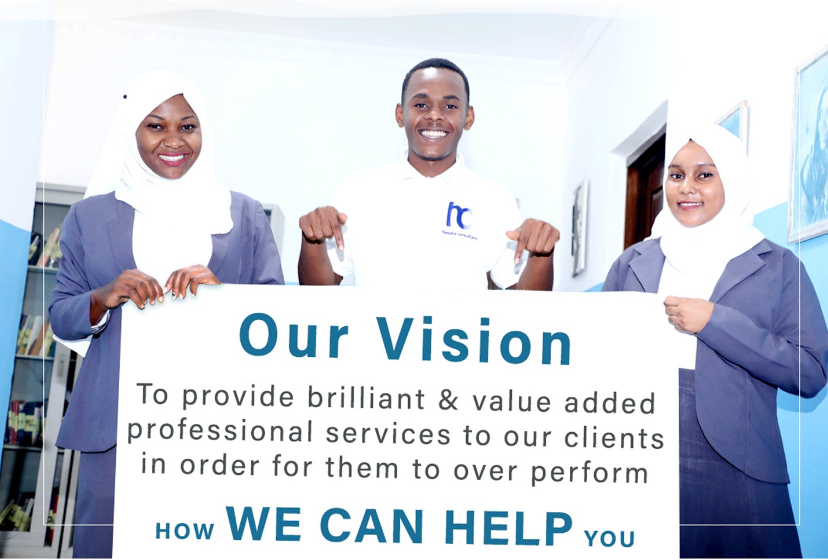 hc
Our Vision
To provide brilliant & value added
professional services to our clients
in order for them to over perform
HOW WE CAN HELP YOU